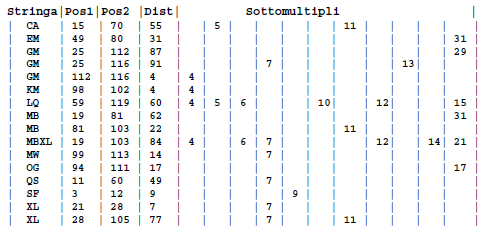 Stringa|Pos1|Pos2 |Dist| Sottomultipli |
| CA | 15 | 70 | 55 | | 5 | | | | | 11 | | | | |
| EM | 49 | 80 | 31 | | | | | | | | | | | 31 |
| GM | 25 | 112 | 87 | | | | | | | | | | | 29 |
| GM | 25 | 116 | 91 | | | | 7 | | | | | 13 | | |
| GM | 112 | 116 | 4 | 4 | | | | | | | | | | |
| KM | 98 | 102 | 4 | 4 | | | | | | | | | | |
| LQ | 59 | 119 | 60 | 4 | 5 | 6 | | | 10 | | 12 | | | 15 |
| MB | 19 | 81 | 62 | | | | | | | | | | | 31 |
| MB | 81 | 103 | 22 | | | | | | | 11 | | | | |
| MBXL | 19 | 103 | 84 | 4 | | 6 | 7 | | | | 12 | | 14 | 21 |
| MW | 99 | 113 | 14 | | | | 7 | | | | | | | |
| OG | 94 | 111 | 17 | | | | | | | | | | | 17 |
| QS | 11 | 60 | 49 | | | | 7 | | | | | | | |
| SF | 3 | 12 | 9 | | | | | 9 | | | | | | |
| XL | 21 | 28 | 7 | | | | 7 | | | | | | | |
| XL | 28 | 105 | 77 | | | | 7 | | | 11 | | | | |